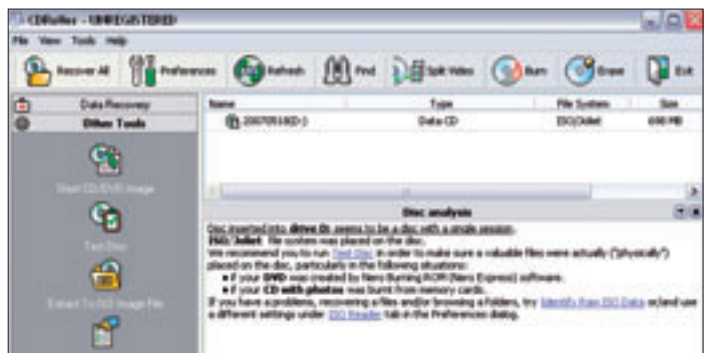 CDRoller - UNREGISTERED
File View Tools Help
Recover All Preferences Refresh Find Split Video Burn Erase Exit
Data Recovery
Other Tools
Name Type File System Size
20070518(D:) Data CD ISO/Joliet 698 MB
CD/DVD Image
Test Disc
Extract To ISO Image File
Disc analysis
Disc inserted into drive D: seems to be a disc with a single session.
ISO/Joliet file system was placed on the disc.
We recommend you to run Test Disc in order to make sure a valuable files were actually ("physically")
placed on the disc, particularly in the following situations:
• if your DVD was created by Nero Burning ROM (Nero Express) software.
• if your CD with photos was burnt from memory cards.
If you have a problems, recovering a files and/or browsing a folders, try Identify Raw ISO Data or/and use
a different settings under ISO Reader tab in the Preferences dialog.